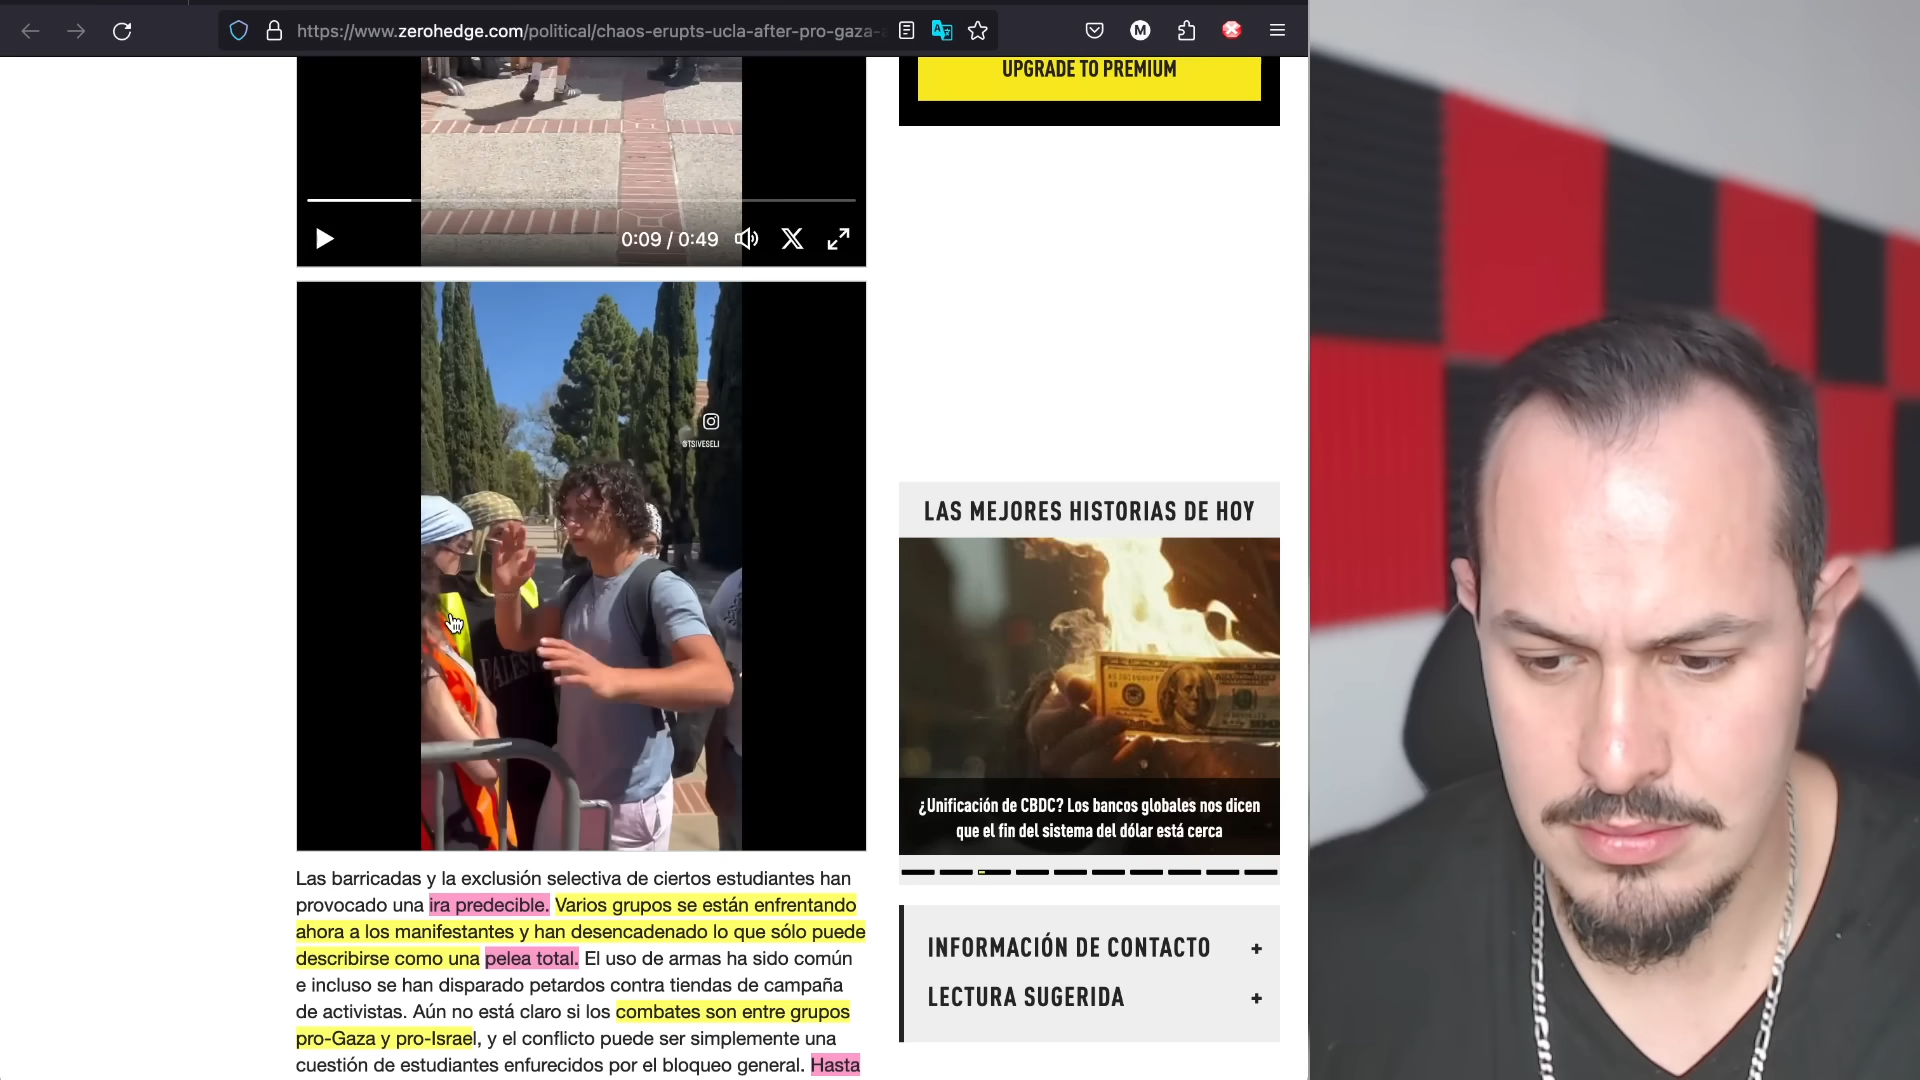 https://www.zerohedge.com/political/chaos-erupts-ucla-after-pro-gaza-
M
UPGRADE TO PREMIUM
0:09 / 0:49
@TSIVESELI
PALES
LAS MEJORES HISTORIAS DE HOY
¿Unificación de CBDC? Los bancos globales nos dicen
que el fin del sistema del dólar está cerca
Las barricadas y la exclusión selectiva de ciertos estudiantes han
provocado una ira predecible. Varios grupos se están enfrentando
ahora a los manifestantes y han desencadenado lo que sólo puede
describirse como una pelea total. El uso de armas ha sido común
e incluso se han disparado petardos contra tiendas de campaña
de activistas. Aún no está claro si los combates son entre grupos
pro-Gaza y pro-Israel, y el conflicto puede ser simplemente una
cuestión de estudiantes enfurecidos por el bloqueo general. Hasta
INFORMACIÓN DE CONTACTO +
LECTURA SUGERIDA +